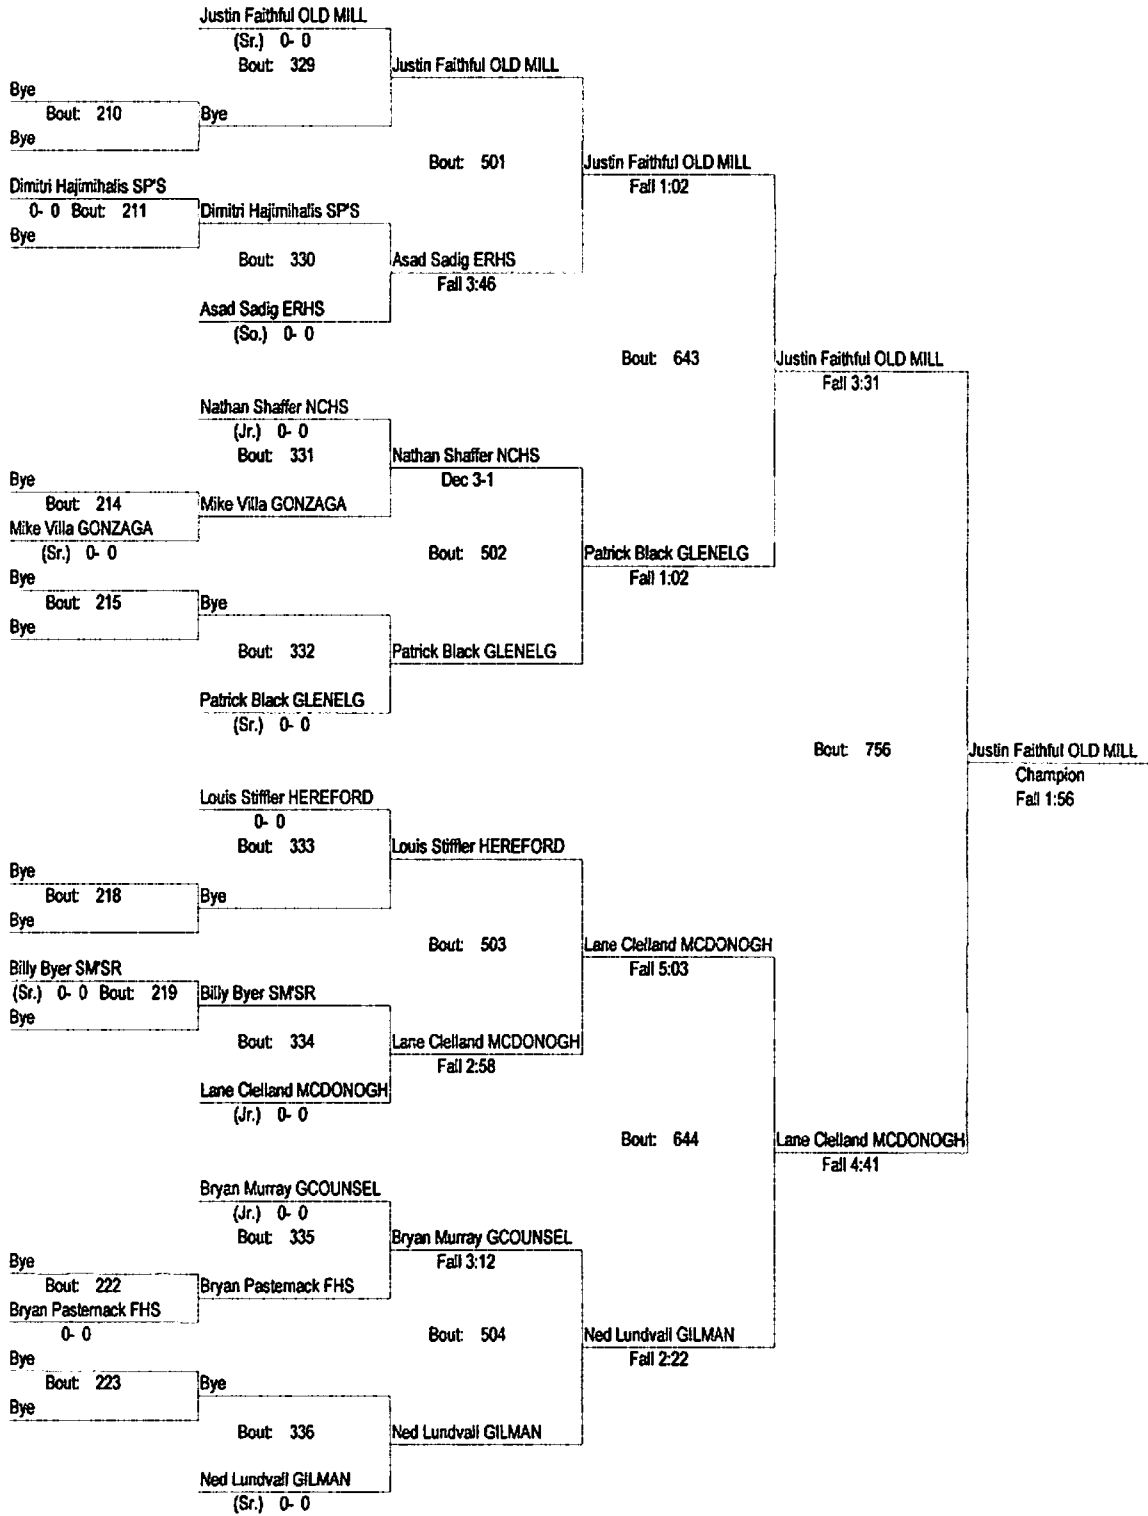 Justin Faithful OLD MILL
(Sr.) 0- 0
Bout: 329
Justin Faithful OLD MILL
Bye
Bout: 210
Bye
Bye
Bout: 501
Justin Faithful OLD MILL
Fall 1:02
Dimitri Hajimihalis SP'S
0- 0 Bout: 211
Dimitri Hajimihalis SP'S
Bye
Bout: 330
Asad Sadig ERHS
Fall 3:46
Asad Sadig ERHS
(So.) 0- 0
Bout: 643
Justin Faithful OLD MILL
Fall 3:31
Nathan Shaffer NCHS
(Jr.) 0- 0
Bout: 331
Nathan Shaffer NCHS
Dec 3-1
Bye
Bout: 214
Mike Villa GONZAGA
Mike Villa GONZAGA
(Sr.) 0- 0
Bout: 502
Patrick Black GLENELG
Fall 1:02
Bye
Bout: 215
Bye
Bye
Bout: 332
Patrick Black GLENELG
Patrick Black GLENELG
(Sr.) 0- 0
Bout: 756
Justin Faithful OLD MILL
Champion
Fall 1:56
Louis Stiffler HEREFORD
0- 0
Bout: 333
Louis Stiffler HEREFORD
Bye
Bout: 218
Bye
Bye
Bout: 503
Lane Clelland MCDONOGH
Fall 5:03
Billy Byer SM'SR
(Sr.) 0- 0 Bout: 219
Billy Byer SM'SR
Bye
Bout: 334
Lane Clelland MCDONOGH
Fall 2:58
Lane Clelland MCDONOGH
(Jr.) 0- 0
Bout: 644
Lane Clelland MCDONOGH
Fall 4:41
Bryan Murray GCOUNSEL
(Jr.) 0- 0
Bout: 335
Bryan Murray GCOUNSEL
Fall 3:12
Bye
Bout: 222
Bryan Pasternack FHS
Bryan Pasternack FHS
0- 0
Bout: 504
Ned Lundvall GILMAN
Fall 2:22
Bye
Bout: 223
Bye
Bye
Bout: 336
Ned Lundvall GILMAN
Ned Lundvall GILMAN
(Sr.) 0- 0